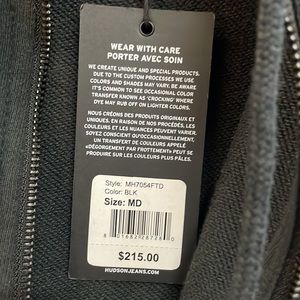 WEAR WITH CARE
PORTER AVEC SOIN
WE CREATE UNIQUE AND SPECIAL PRODUCTS.
DUE TO THE CUSTOM PROCESSES WE USE
COLORS AND SHADES MAY VARY. BE AWARE
IT'S COMMON TO SEE OCCASIONAL COLOR
TRANSFER KNOWN AS 'CROCKING' WHERE
DYE MAY RUB OFF ON LIGHTER COLORS.
NOUS CRÉONS DES PRODUITS ORIGINAUX ET
UNIQUES. EN RAISON DE NOS PROCÉDÉS, LES
COULEURS ET LES NUANCES PEUVENT VARIER.
SOYEZ CONSCIENT QU'OCCASIONNELLEMENT,
UN TRANSFERT DE COULEUR APPELÉ
«DÉGORGEMENT PAR FROTTEMENT» PEUT SE
PRODUIRE SUR LES COULEURS PLUS PÂLES.
Style: MH7054FTD
Color: BLK
Size: MD
$215.00
HUDSONJEANS.COM